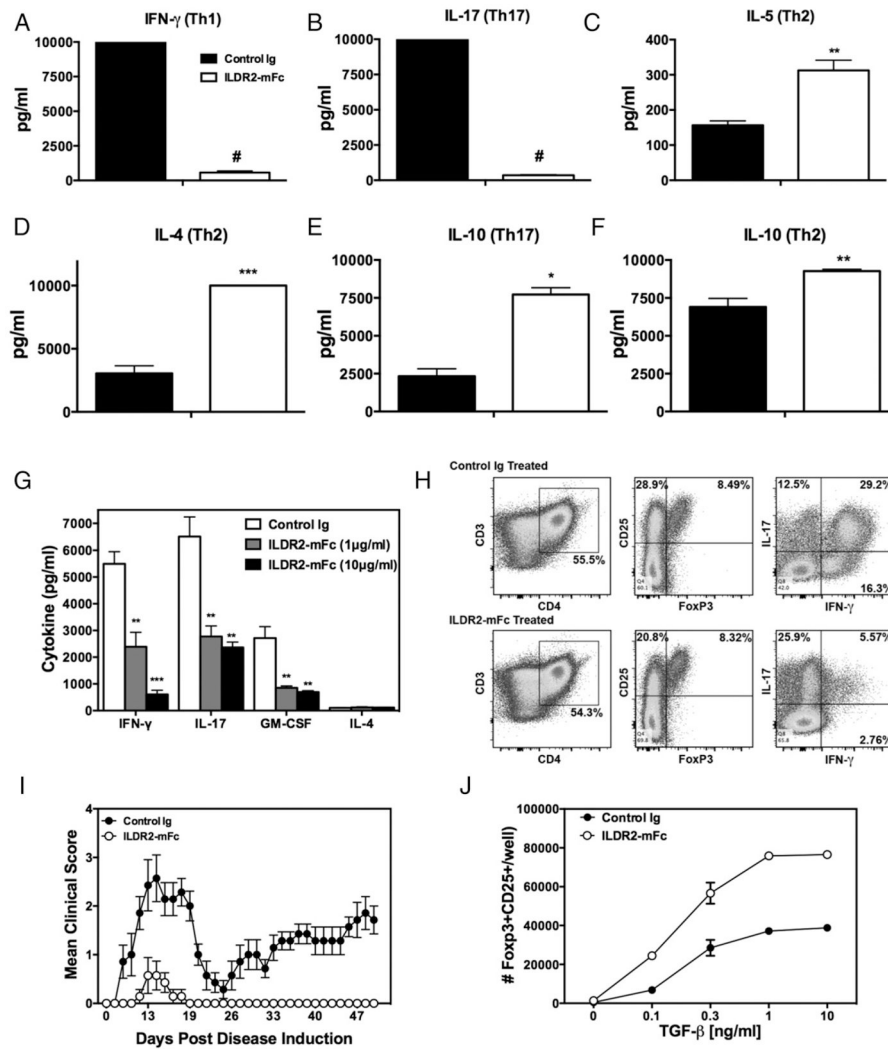 A
IFN-γ (Th1)
10000
7500
5000
2500
0
pg/ml
Control Ig
ILDR2-mFc
#
B
IL-17 (Th17)
10000
7500
5000
2500
0
pg/ml
#
C
IL-5 (Th2)
400
300
200
100
0
pg/ml
**
D
IL-4 (Th2)
10000
5000
0
pg/ml
***
E
IL-10 (Th17)
10000
7500
5000
2500
0
pg/ml
*
F
IL-10 (Th2)
10000
7500
5000
2500
0
pg/ml
**
G
7000
6000
5000
4000
3000
2000
1000
0
Cytokine (pg/ml)
Control Ig
ILDR2-mFc (1μg/ml)
ILDR2-mFc (10μg/ml)
**
***
**
**
**
**
IFN-γ
IL-17
GM-CSF
IL-4
H
Control Ig Treated
CD3
55.5%
CD4
28.9%
8.49%
CD25
FoxP3
12.5%
29.2%
IL-17
16.3%
IFN-γ
ILDR2-mFc Treated
CD3
54.3%
CD4
20.8%
8.32%
CD25
FoxP3
25.9%
5.57%
IL-17
2.76%
IFN-γ
I
4
3
2
1
0
Mean Clinical Score
Control Ig
ILDR2-mFc
0 13 19 26 33 40 47
Days Post Disease Induction
J
100000
80000
60000
40000
20000
0
# Foxp3+CD25+/well)
Control Ig
ILDR2-mFc
0 0.1 0.3 1 10
TGF-β [ng/ml]